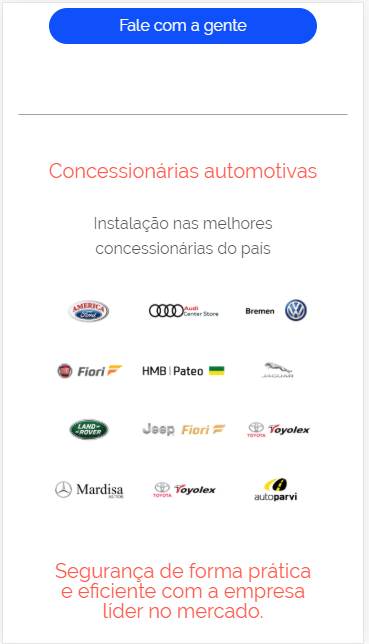 Fale com a gente
Concessionárias automotivas
Instalação nas melhores
concessionárias do país
AMERICA Ford
Audi Center Store
Bremen
FIAT Fiori
HMB | Pateo
JAGUAR
LAND ROVER
Jeep Fiori
TOYOTA Toyolex
Mardisa
TOYOTA Toyolex
autoparvi
Segurança de forma prática
e eficiente com a empresa
líder no mercado.